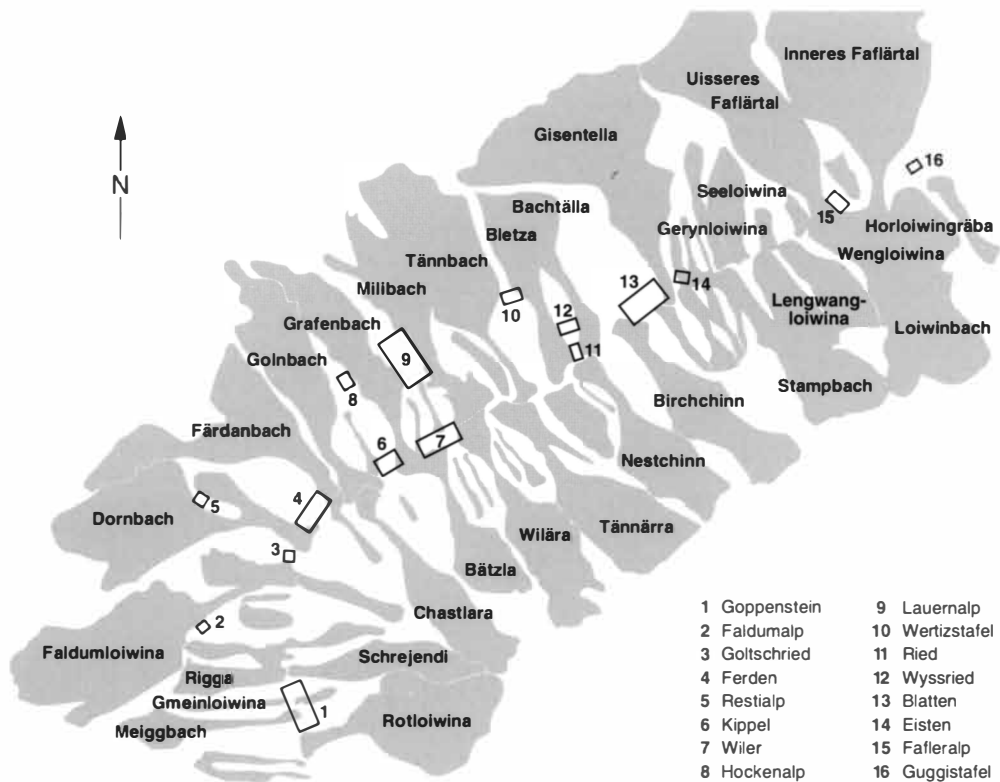 Inneres Faflärtal
Uisseres
Faflärtal
Gisentella
16
N
Seeloiwina
Bachtälla
15
Horloiwingräba
Bletza
Gerynloiwina
Wengloiwina
Tännbach
13
14
Milibach
10
12
Lengwang-
loiwina
Grafenbach
Loiwinbach
11
Golnbach
9
8
Stampbach
Birchchinn
Färdanbach
6
7
Nestchinn
5
4
Dornbach
Tännärra
Wilära
3
Bätzla
Chastlara
2
Faldumloiwina
Schrejendi
Rigga
Gmeinloiwina
1
Rotloiwina
Meiggbach
1 Goppenstein
2 Faldumalp
3 Goltschried
4 Ferden
5 Restialp
6 Kippel
7 Wiler
8 Hockenalp
9 Lauernalp
10 Wertizstafel
11 Ried
12 Wyssried
13 Blatten
14 Eisten
15 Fafleralp
16 Guggistafel